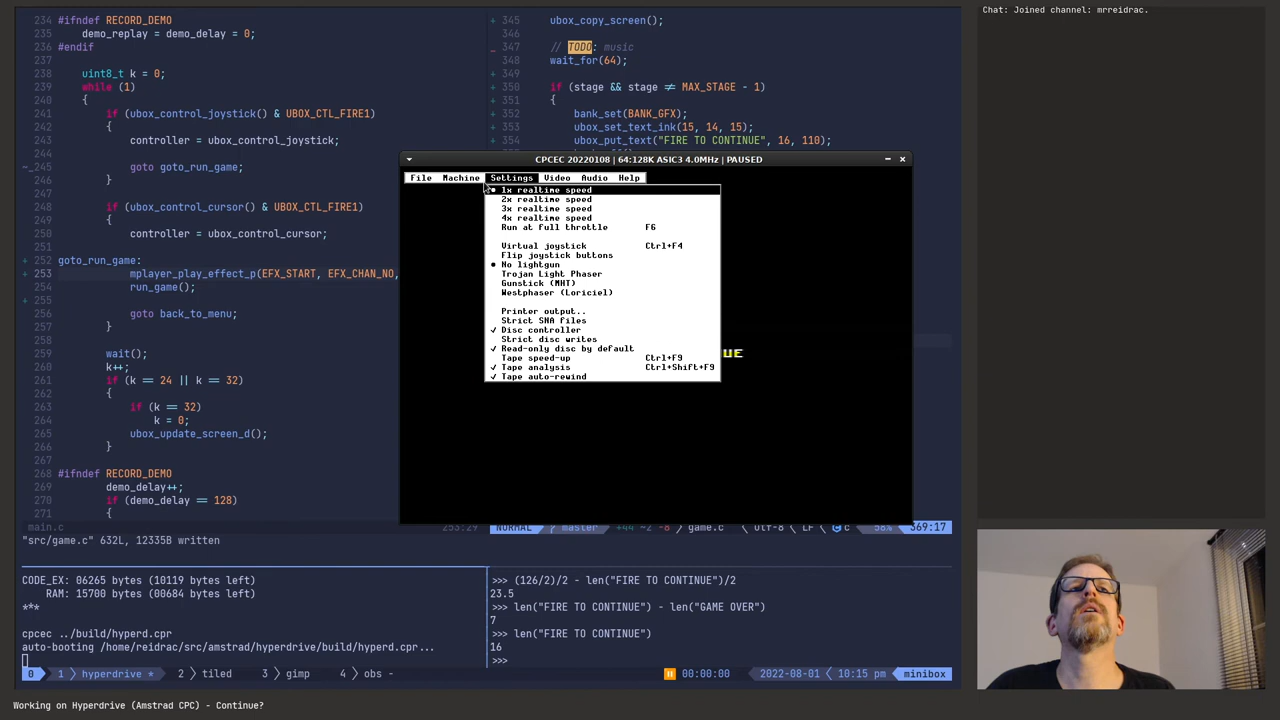 234 #ifndef RECORD_DEMO
235 demo_replay = demo_delay = 0;
236 #endif
237
238 uint8_t k = 0;
239 while (1)
240 {
241 if (ubox_control_joystick() & UBOX_CTL_FIRE1)
242 {
243 controller = ubox_control_joystick;
244
~_245 goto goto_run_game;
246 }
247
248 if (ubox_control_cursor() & UBOX_CTL_FIRE1)
250 controller = ubox_control_cursor;
251
+ 252 goto_run_game:
+ 253 mplayer_play_effect_p(EFX_START, EFX_CHAN_NO,
+ 254 run_game();
+ 255
256 goto back_to_menu;
257 }
258
259 wait();
260 k++;
261 if (k == 24 || k == 32)
262 {
263 if (k == 32)
264 k = 0;
265 ubox_update_screen_d();
266 }
267
268 #ifndef RECORD_DEMO
269 demo_delay++;
270 if (demo_delay == 128)
271 {
main.c 253:29
+ 345 ubox_copy_screen();
346
_ 347 // TODO: music
348 wait_for(64);
+ 349
+ 350 if (stage && stage ≠ MAX_STAGE - 1)
+ 351 {
+ 352 bank_set(BANK_GFX);
+ 353 ubox_set_text_ink(15, 14, 15);
+ 354 ubox_put_text("FIRE TO CONTINUE", 16, 110);
CPCEC 20220108 | 64:128K ASIC3 4.0MHz | PAUSED
File Machine Settings Video Audio Help
1x realtime speed
2x realtime speed
3x realtime speed
4x realtime speed
Run at full throttle F6
Virtual joystick Ctrl+F4
Flip joystick buttons
No lightgun
Trojan Light Phaser
Gunstick (MHT)
Westphaser (Loriciel)
Printer output..
Strict SNA files
✓ Disc controller
Strict disc writes
✓ Read-only disc by default
Tape speed-up Ctrl+F9
✓ Tape analysis Ctrl+Shift+F9
✓ Tape auto-rewind
UE
NORMAL master +44 ~2 -8 game.c utf-8 LF c 58% 369:17
"src/game.c" 632L, 12335B written
CODE_EX: 06265 bytes (10119 bytes left)
RAM: 15700 bytes (00684 bytes left)
***
cpcec ../build/hyperd.cpr
auto-booting /home/reidrac/src/amstrad/hyperdrive/build/hyperd.cpr...
>>> (126/2)/2 - len("FIRE TO CONTINUE")/2
23.5
>>> len("FIRE TO CONTINUE") - len("GAME OVER")
7
>>> len("FIRE TO CONTINUE")
16
>>>
0 1 hyperdrive * 2 tiled 3 gimp 4 obs - 00:00:00 2022-08-01 10:15 pm minibox
Working on Hyperdrive (Amstrad CPC) - Continue?
Chat: Joined channel: mrreidrac.